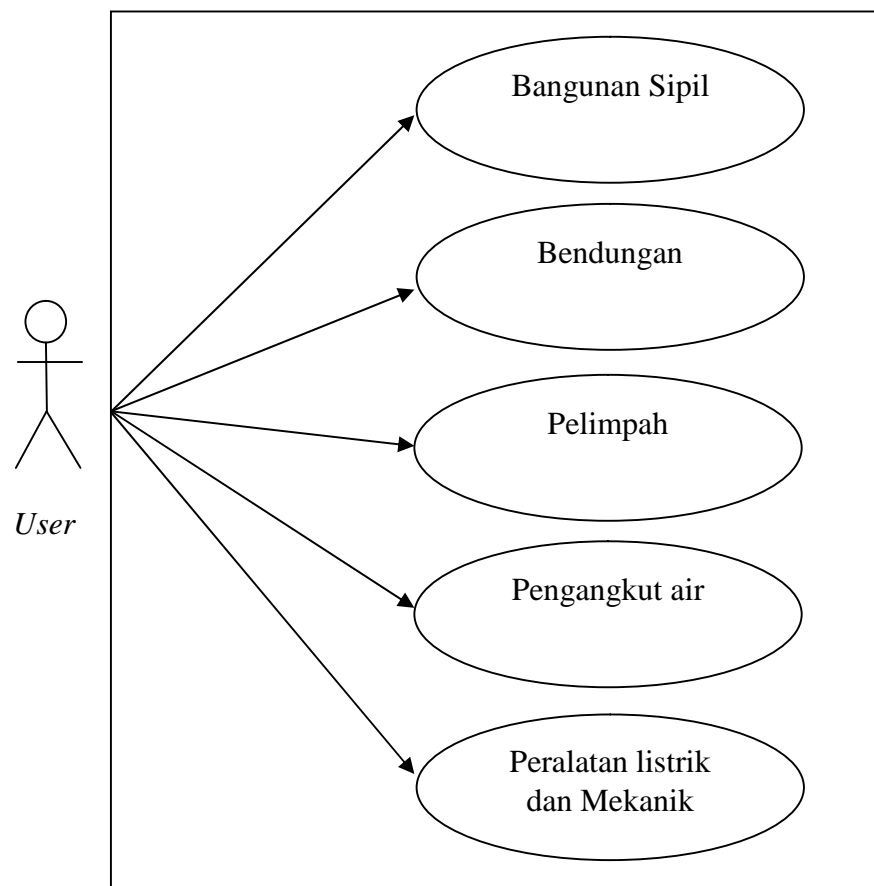 Bangunan Sipil
Bendungan
Pelimpah
User
Pengangkut air
Peralatan listrik
dan Mekanik